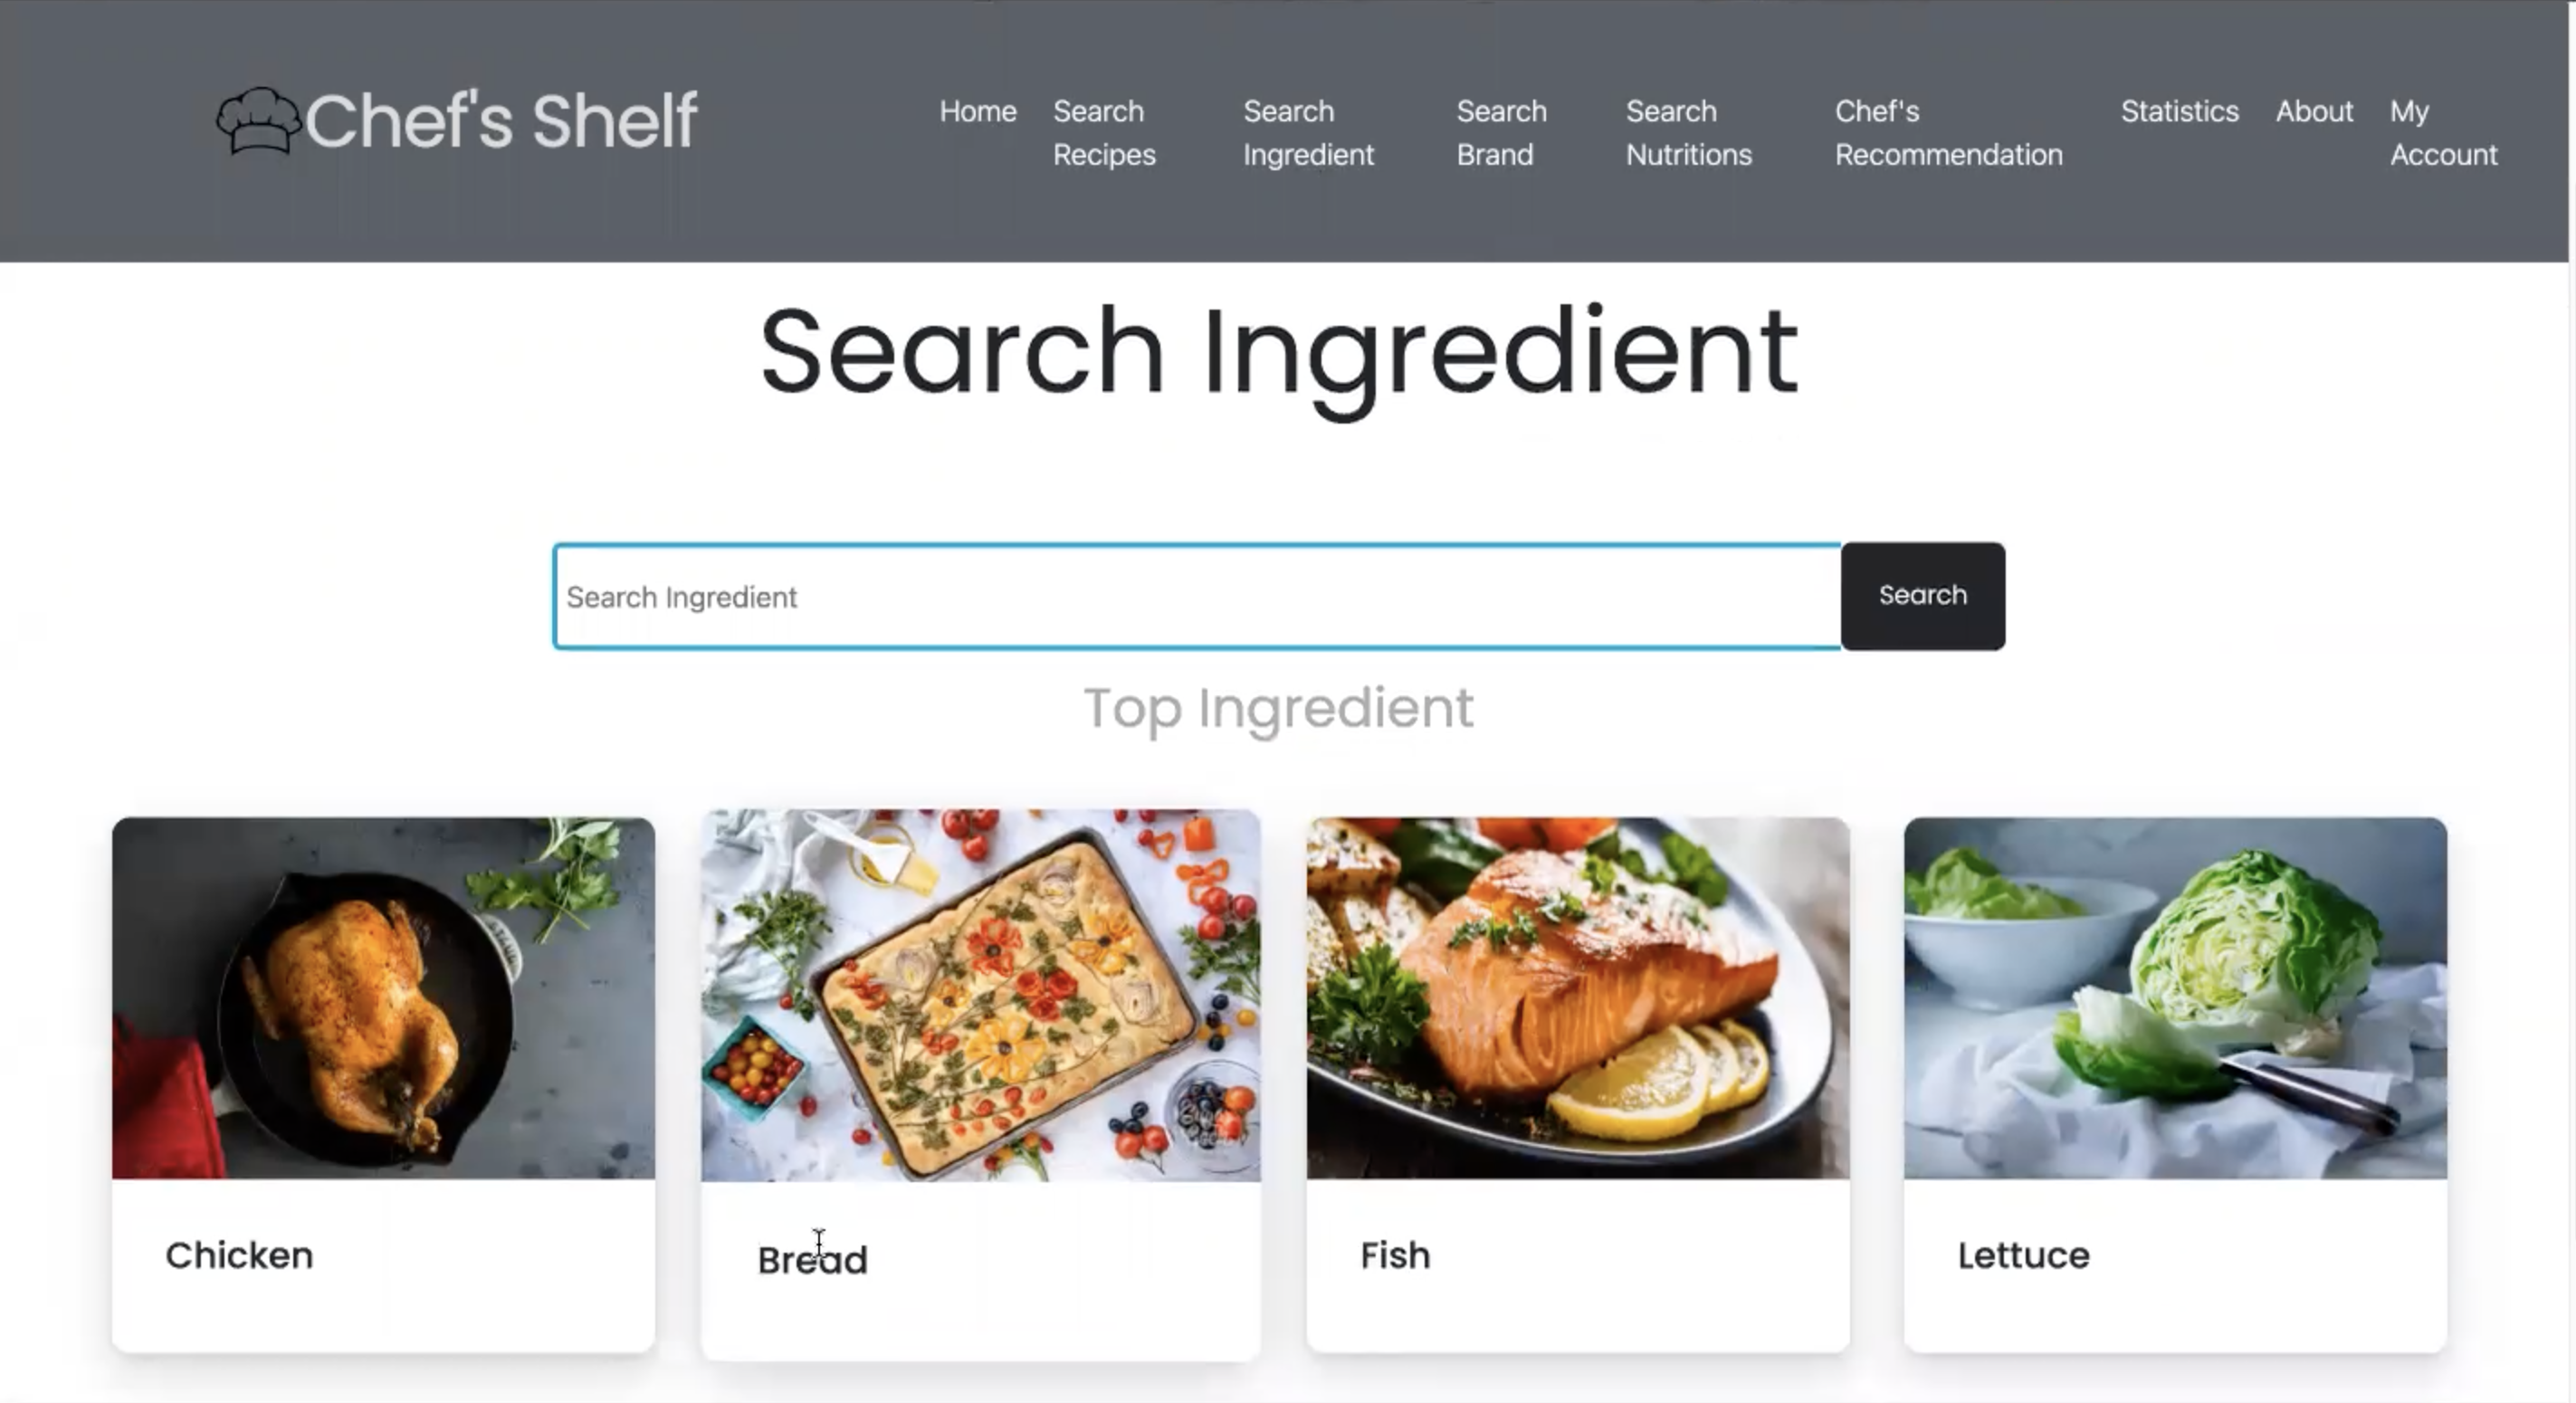 Chef's Shelf
Home
Search
Recipes
Search
Ingredient
Search
Brand
Search
Nutritions
Chef's
Recommendation
Statistics
About
My
Account
Search Ingredient
Search Ingredient
Search
Top Ingredient
Chicken
Bread
Fish
Lettuce